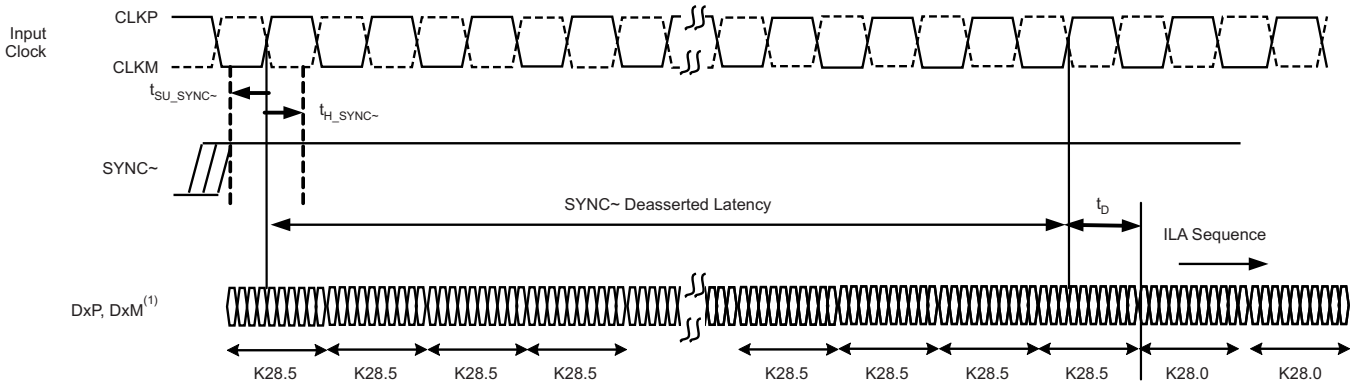 CLKP
Input
Clock
CLKM
tSU_SYNC~
tH_SYNC~
SYNC~
SYNC~ Deasserted Latency
tD
ILA Sequence
DxP, DxM(1)
K28.5 K28.5 K28.5 K28.5 K28.5 K28.5 K28.5 K28.5 K28.0 K28.0